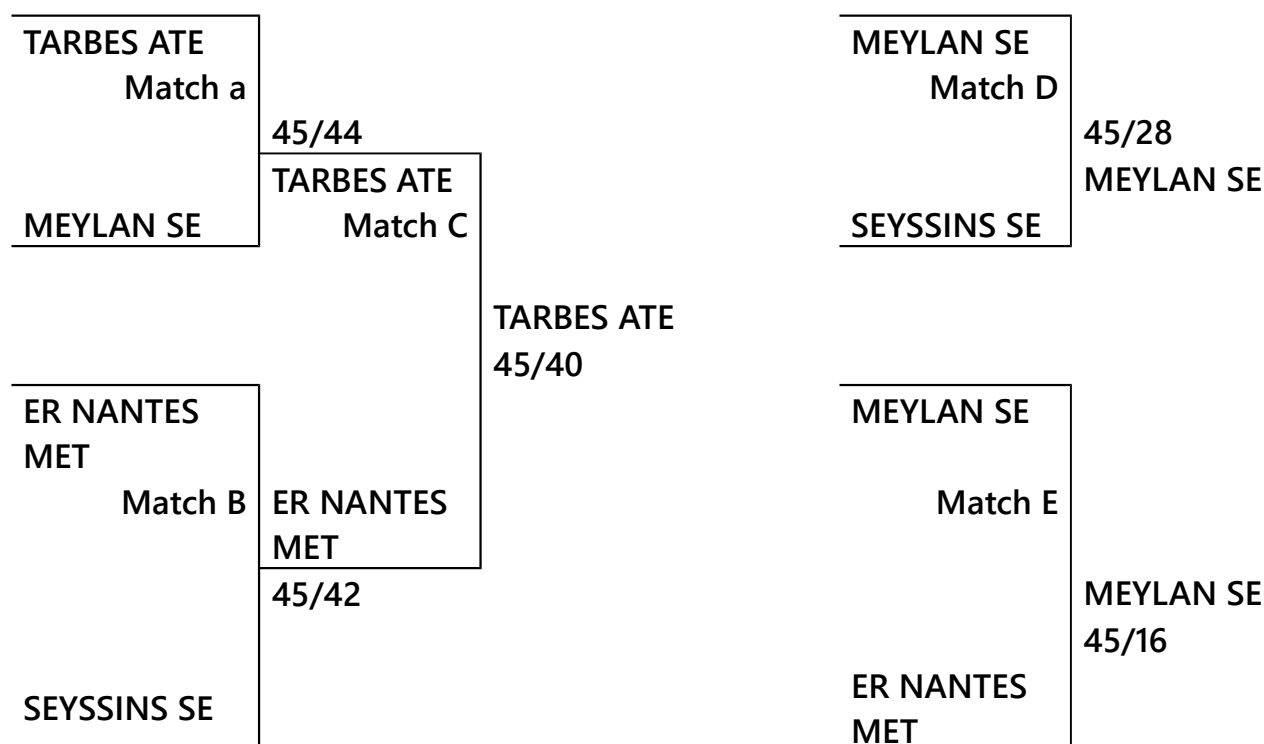 TARBES ATE
Match a
45/44
TARBES ATE
MEYLAN SE
Match C
TARBES ATE
45/40
ER NANTES
MET
Match B
ER NANTES
MET
45/42
SEYSSINS SE
MEYLAN SE
Match D
45/28
MEYLAN SE
SEYSSINS SE
MEYLAN SE
Match E
MEYLAN SE
45/16
ER NANTES
MET